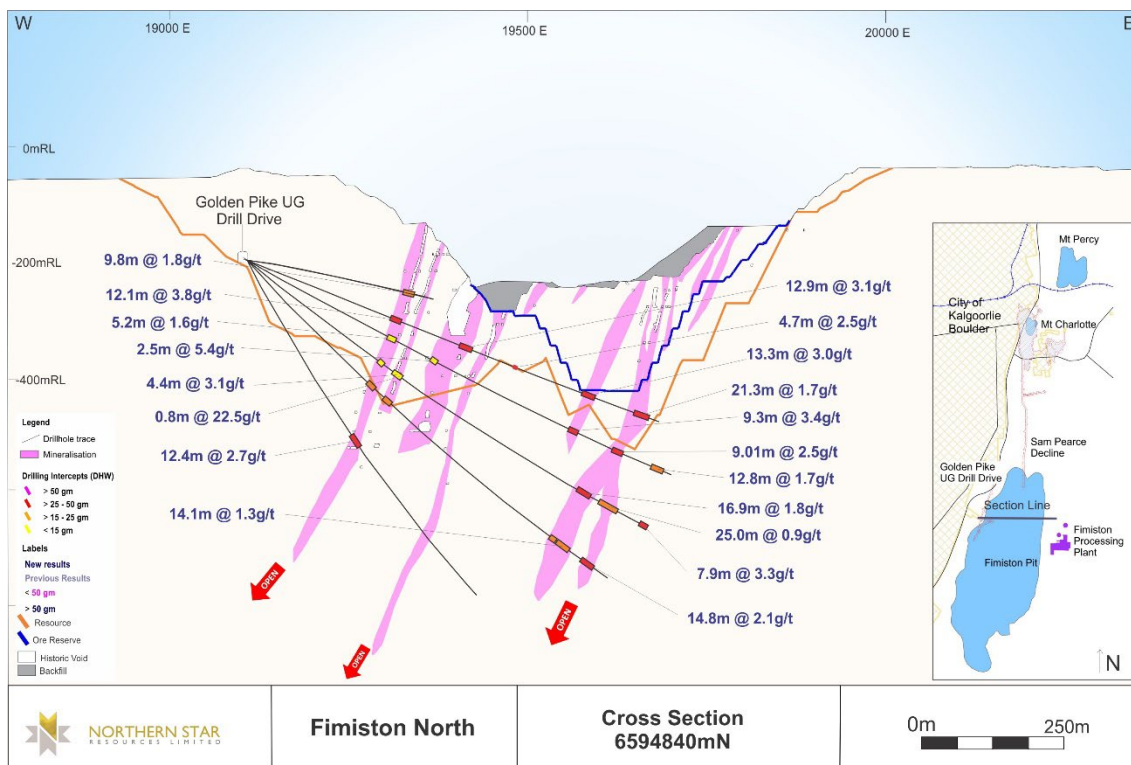 W
19000 E
19500 E
20000 E
E
0mRL
-200mRL
-400mRL
Golden Pike UG
Drill Drive
9.8m @ 1.8g/t
12.1m @ 3.8g/t
5.2m @ 1.6g/t
2.5m @ 5.4g/t
4.4m @ 3.1g/t
0.8m @ 22.5g/t
12.4m @ 2.7g/t
14.1m @ 1.3g/t
12.9m @ 3.1g/t
4.7m @ 2.5g/t
13.3m @ 3.0g/t
21.3m @ 1.7g/t
9.3m @ 3.4g/t
9.01m @ 2.5g/t
12.8m @ 1.7g/t
16.9m @ 1.8g/t
25.0m @ 0.9g/t
7.9m @ 3.3g/t
14.8m @ 2.1g/t
OPEN
OPEN
OPEN
Legend
Drillhole trace
Mineralisation
Drilling Intercepts (DHW)
> 50 gm
> 25 - 50 gm
> 15 - 25 gm
< 15 gm
Labels
New results
Previous Results
< 50 gm
> 50 gm
Resource
Ore Reserve
Historic Void
Backfill
Mt Percy
City of
Kalgoorlie
Boulder
Mt Charlotte
Sam Pearce
Decline
Golden Pike
UG Drill Drive
Section Line
Fimiston
Processing
Plant
Fimiston Pit
N
NORTHERN STAR
RESOURCES LIMITED
Fimiston North
Cross Section
6594840mN
0m
250m